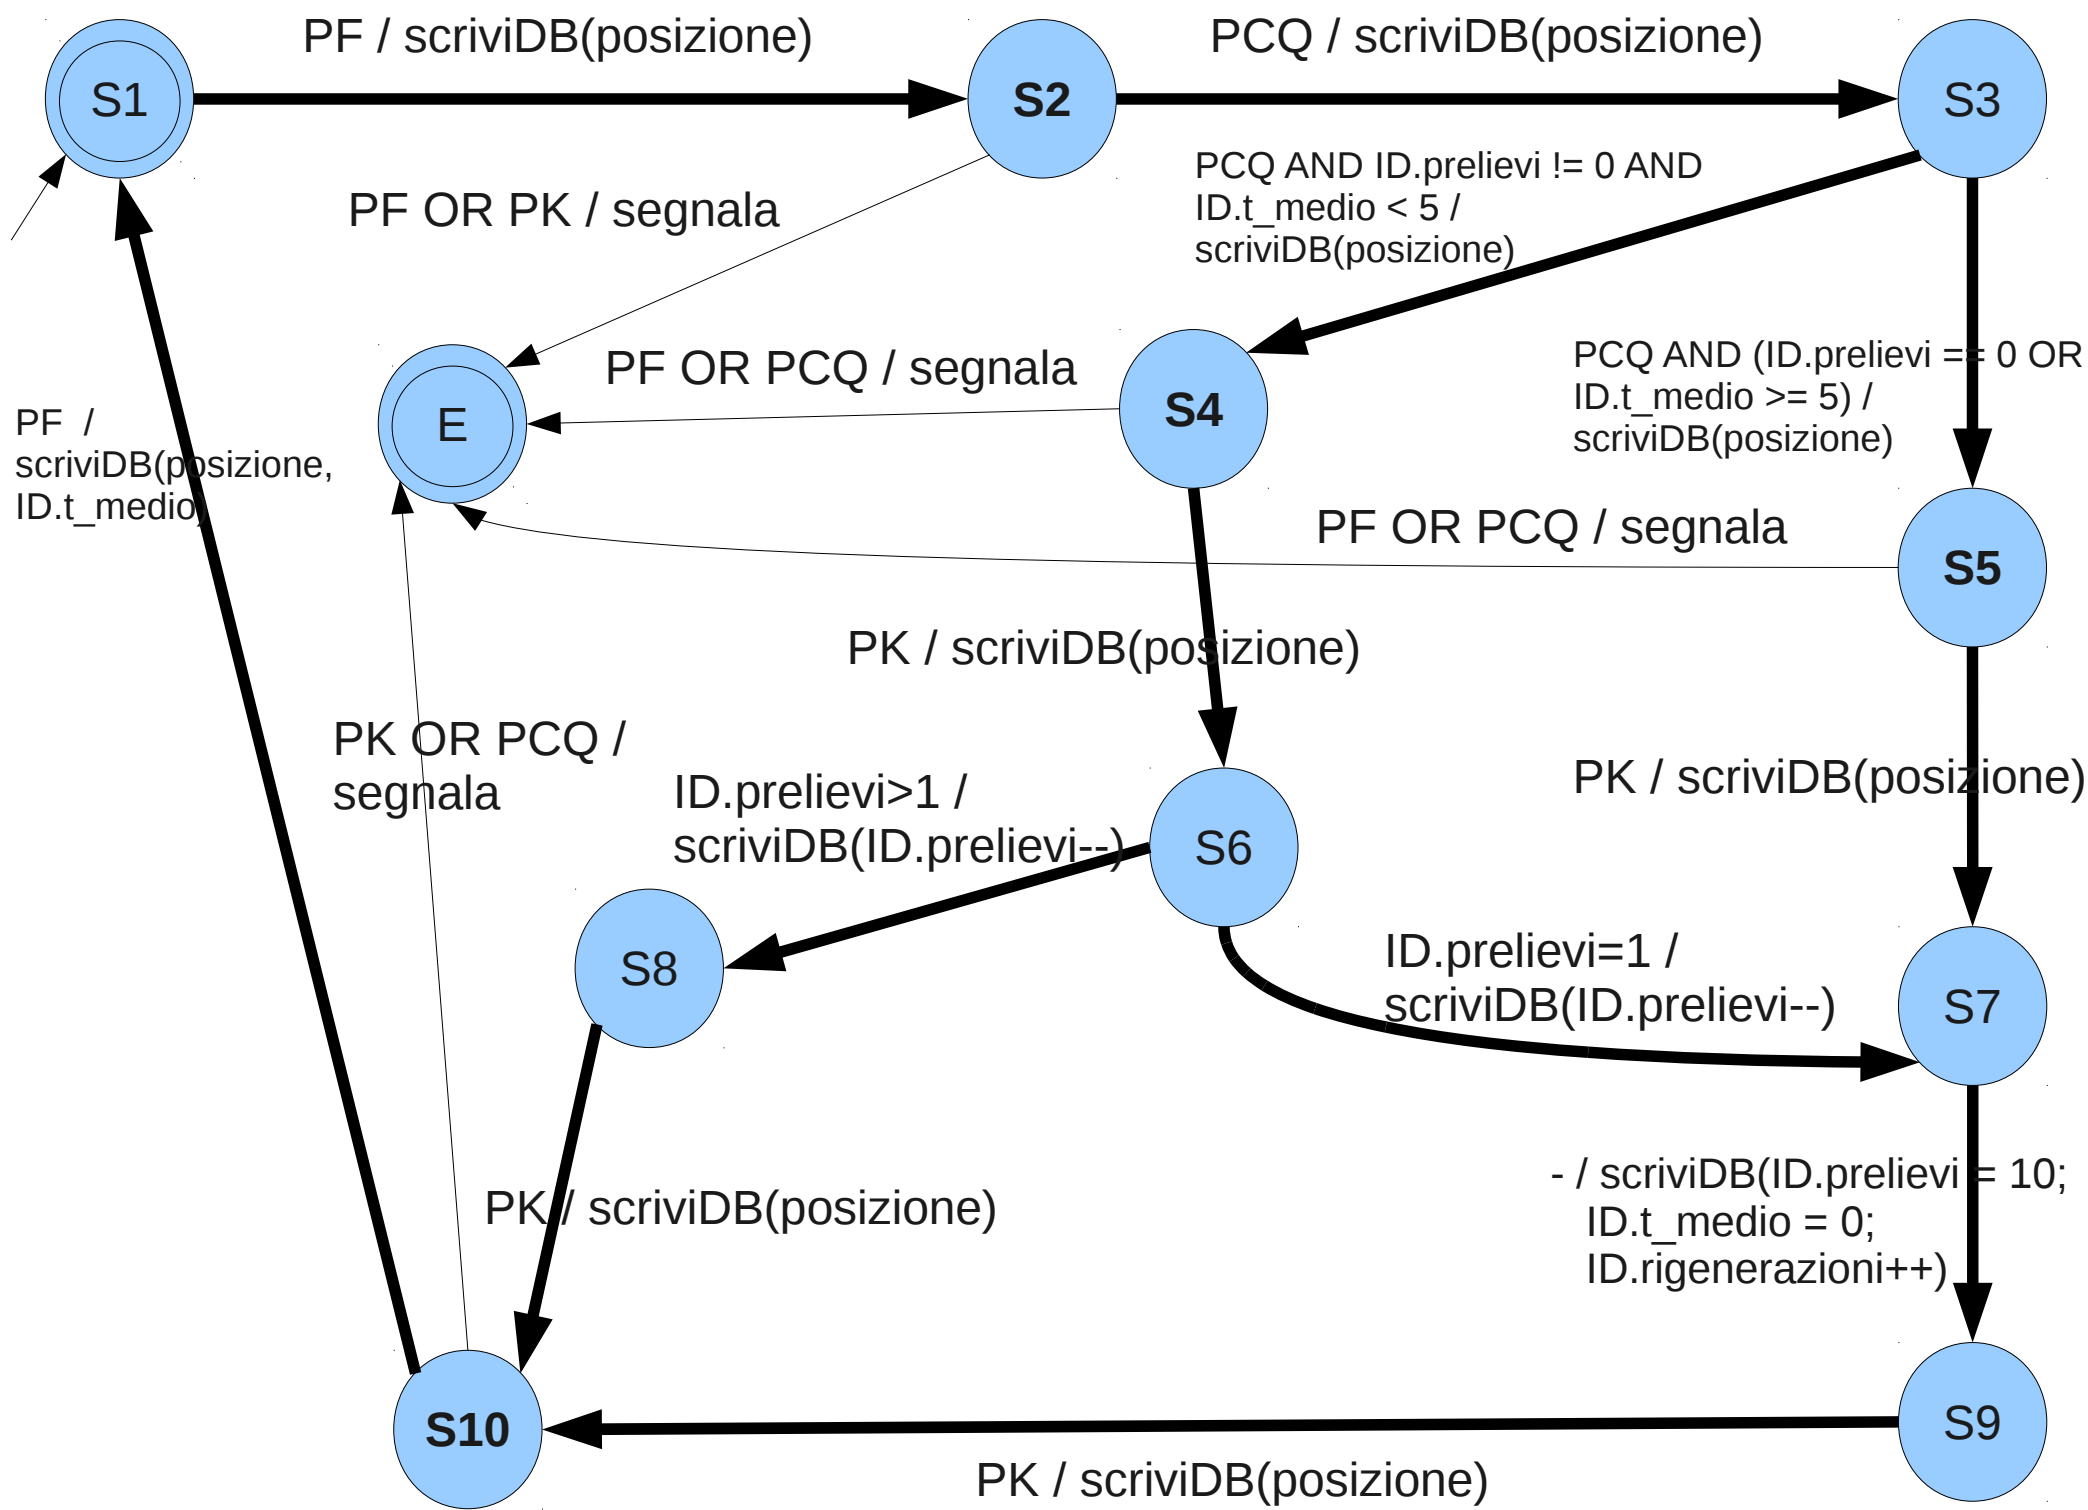 PF / scriviDB(posizione)
PCQ / scriviDB(posizione)
S1
S2
S3
PCQ AND ID.prelievi != 0 AND
ID.t_medio < 5 /
scriviDB(posizione)
PF OR PK / segnala
PF OR PCQ / segnala
PCQ AND (ID.prelievi == 0 OR
ID.t_medio >= 5) /
scriviDB(posizione)
E
S4
PF  /
scriviDB(posizione,
ID.t_medio)
PF OR PCQ / segnala
S5
PK / scriviDB(posizione)
PK OR PCQ /
segnala
PK / scriviDB(posizione)
ID.prelievi>1 /
scriviDB(ID.prelievi--)
S6
S8
ID.prelievi=1 /
scriviDB(ID.prelievi--)
S7
- / scriviDB(ID.prelievi = 10;
ID.t_medio = 0;
ID.rigenerazioni++)
PK / scriviDB(posizione)
S10
S9
PK / scriviDB(posizione)